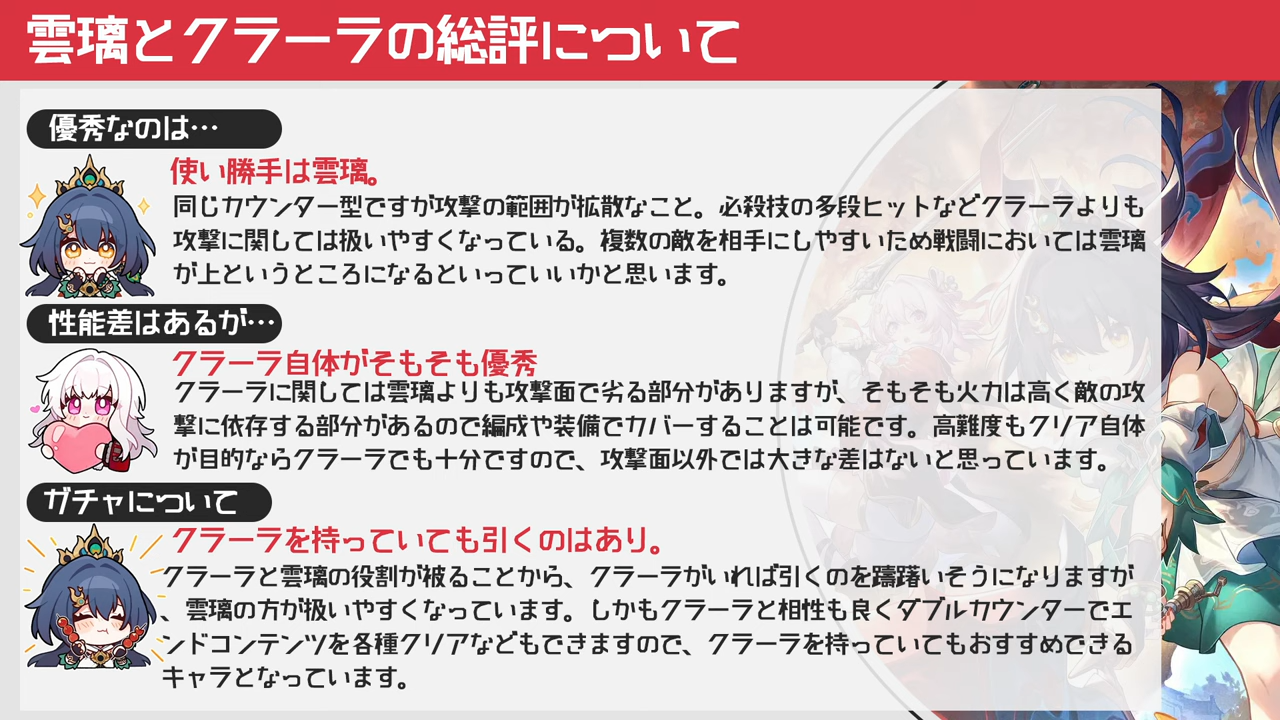 雲璃とクラーラの総評について
優秀なのは…
使い勝手は雲璃。
同じカウンター型ですが攻撃の範囲が拡散なこと。必殺技の多段ヒットなどクラーラよりも
攻撃に関しては扱いやすくなっている。複数の敵を相手にしやすいため戦闘においては雲璃
が上というところになるといっていいかと思います。
性能差はあるが…
クラーラ自体がそもそも優秀
クラーラに関しては雲璃よりも攻撃面で劣る部分がありますが、そもそも火力は高く敵の攻
撃に依存する部分があるので編成や装備でカバーすることは可能です。高難度もクリア自体
が目的ならクラーラでも十分ですので、攻撃面以外では大きな差はないと思っています。
ガチャについて
クラーラを持っていても引くのはあり。
クラーラと雲璃の役割が被ることから、クラーラがいれば引くのを躊躇いそうになりますが
、雲璃の方が扱いやすくなっています。しかもクラーラと相性も良くダブルカウンターでエ
ンドコンテンツを各種クリアなどもできますので、クラーラを持っていてもおすすめできる
キャラとなっています。